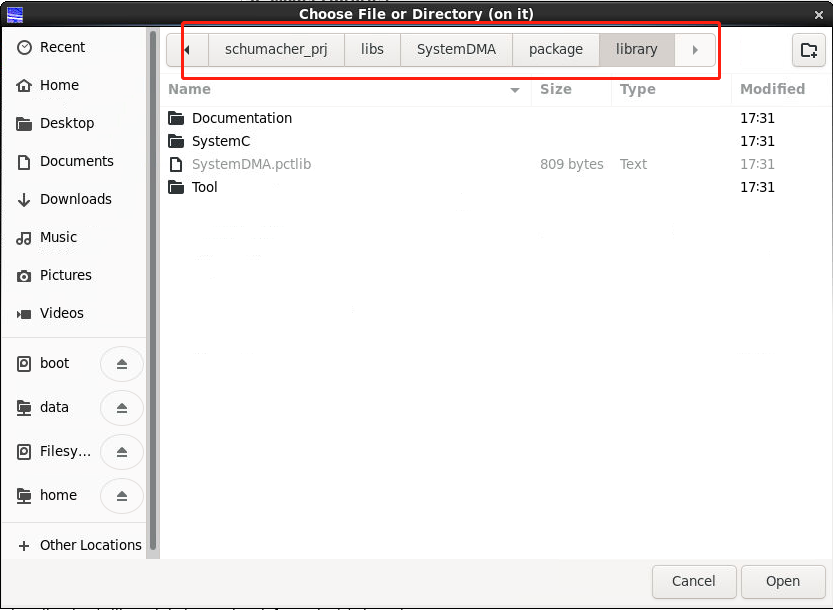 Choose File or Directory (on it)
Recent
Home
Desktop
Documents
Downloads
Music
Pictures
Videos
boot
data
Filesy...
home
Other Locations
schumacher_prj libs SystemDMA package library
Name Size Type Modified
Documentation 17:31
SystemC 17:31
SystemDMA.pctlib 809 bytes Text 17:31
Tool 17:31
Cancel Open